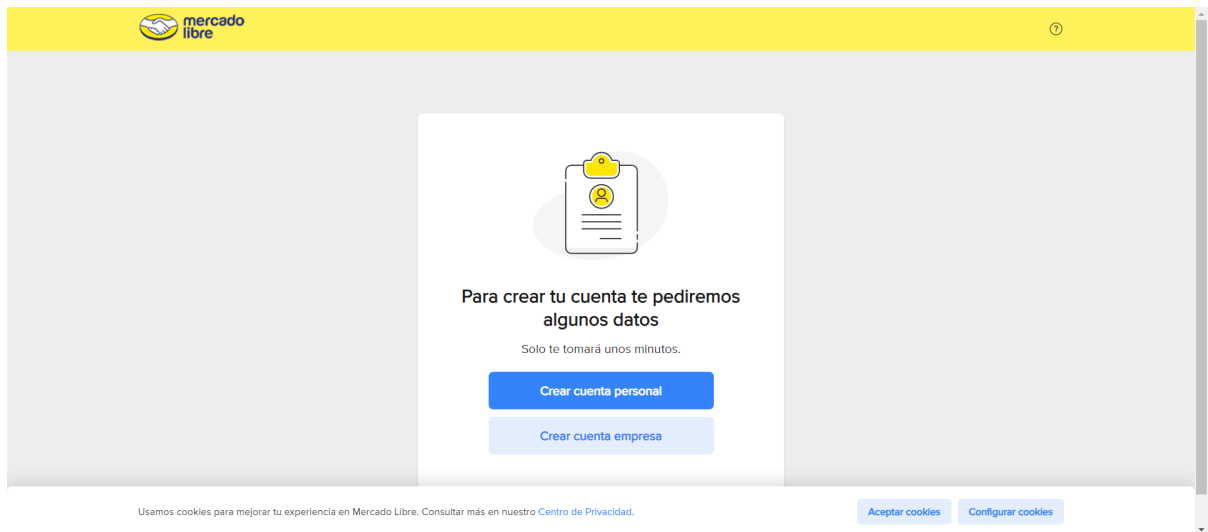 mercado
libre
?
Para crear tu cuenta te pediremos
algunos datos
Solo te tomará unos minutos.
Crear cuenta personal
Crear cuenta empresa
Usamos cookies para mejorar tu experiencia en Mercado Libre. Consultar más en nuestro Centro de Privacidad.
Aceptar cookies
Configurar cookies